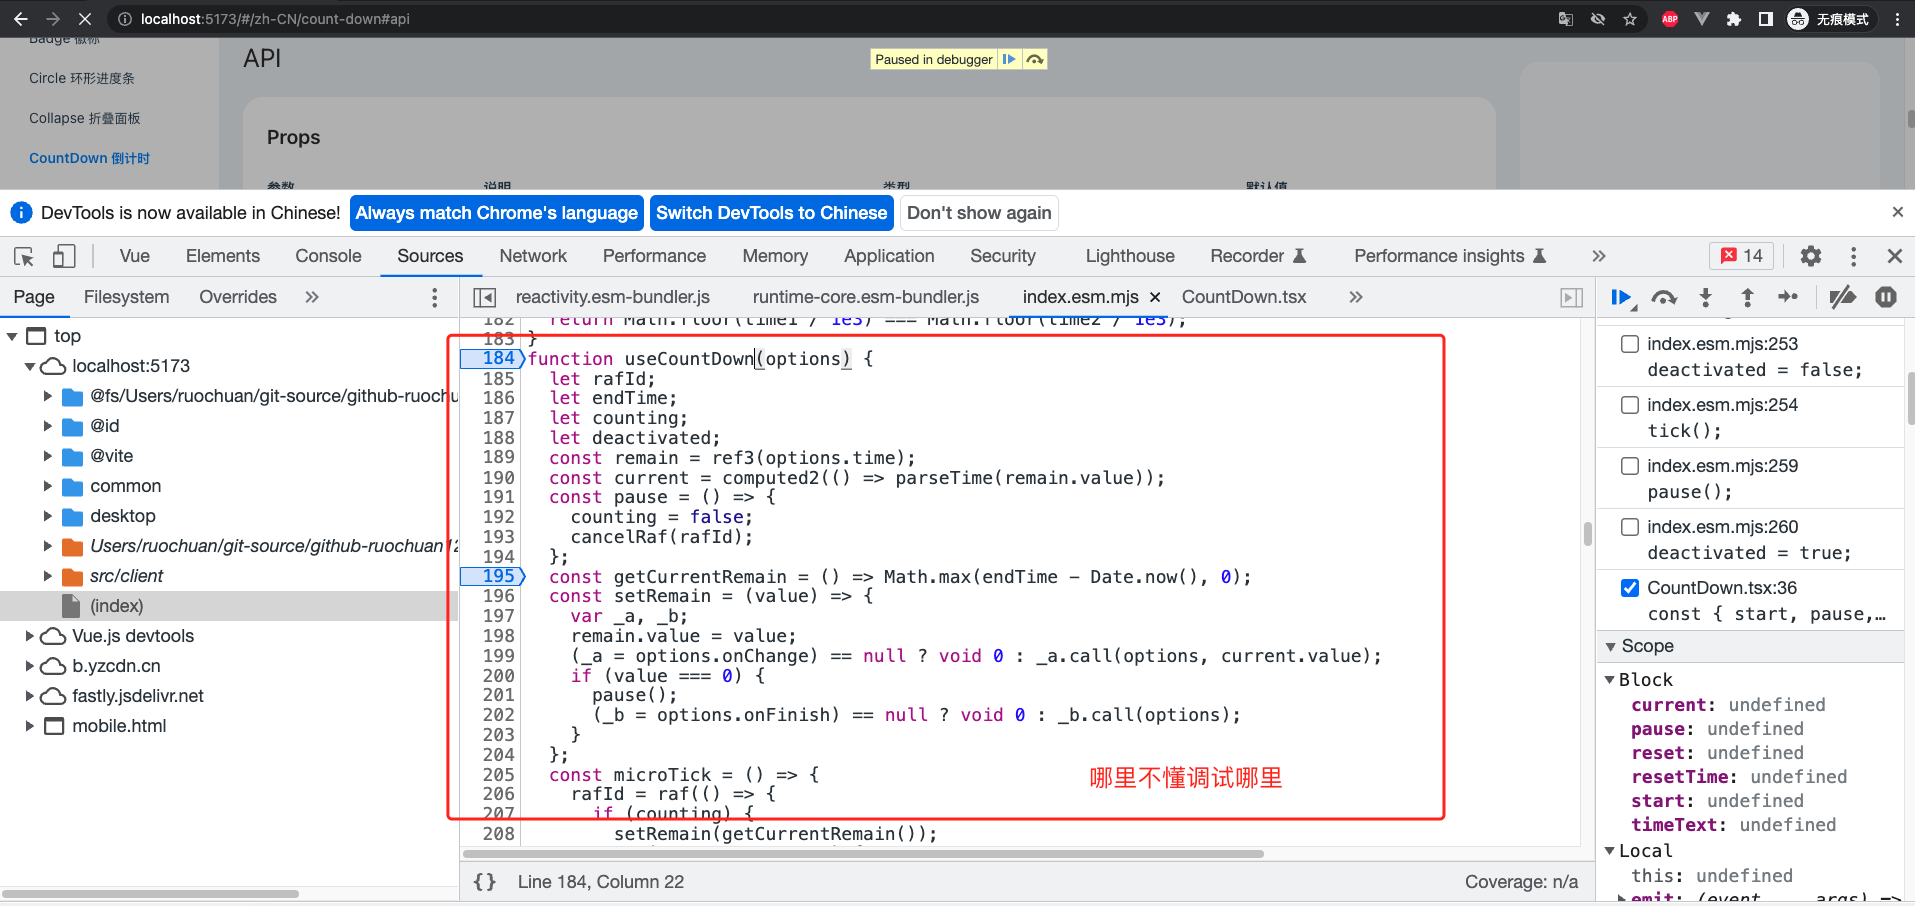 localhost:5173/#/zh-CN/count-down#api
ABP
无痕模式
Badge 徽标
Circle 环形进度条
Collapse 折叠面板
CountDown 倒计时
API
Props
参数 说明 类型 默认值
Paused in debugger
DevTools is now available in Chinese! Always match Chrome's language Switch DevTools to Chinese Don't show again
Vue Elements Console Sources Network Performance Memory Application Security Lighthouse Recorder Performance insights 14
Page Filesystem Overrides
reactivity.esm-bundler.js runtime-core.esm-bundler.js index.esm.mjs CountDown.tsx
top
localhost:5173
@fs/Users/ruochuan/git-source/github-ruochu
@id
@vite
common
desktop
Users/ruochuan/git-source/github-ruochuan12
src/client
(index)
Vue.js devtools
b.yzcdn.cn
fastly.jsdelivr.net
mobile.html
182 return Math.floor(time1 / 1e3) === Math.floor(time2 / 1e3);
183 }
184 function useCountDown(options) {
185 let rafId;
186 let endTime;
187 let counting;
188 let deactivated;
189 const remain = ref3(options.time);
190 const current = computed2(() => parseTime(remain.value));
191 const pause = () => {
192 counting = false;
193 cancelRaf(rafId);
194 };
195 const getCurrentRemain = () => Math.max(endTime - Date.now(), 0);
196 const setRemain = (value) => {
197 var _a, _b;
198 remain.value = value;
199 (_a = options.onChange) == null ? void 0 : _a.call(options, current.value);
200 if (value === 0) {
201 pause();
202 (_b = options.onFinish) == null ? void 0 : _b.call(options);
203 }
204 };
205 const microTick = () => {
206 rafId = raf(() => {
207 if (counting) {
208 setRemain(getCurrentRemain());
哪里不懂调试哪里
{} Line 184, Column 22
Coverage: n/a
index.esm.mjs:253
deactivated = false;
index.esm.mjs:254
tick();
index.esm.mjs:259
pause();
index.esm.mjs:260
deactivated = true;
CountDown.tsx:36
const { start, pause,…
Scope
Block
current: undefined
pause: undefined
reset: undefined
resetTime: undefined
start: undefined
timeText: undefined
Local
this: undefined
emit: (event, ...args) =>